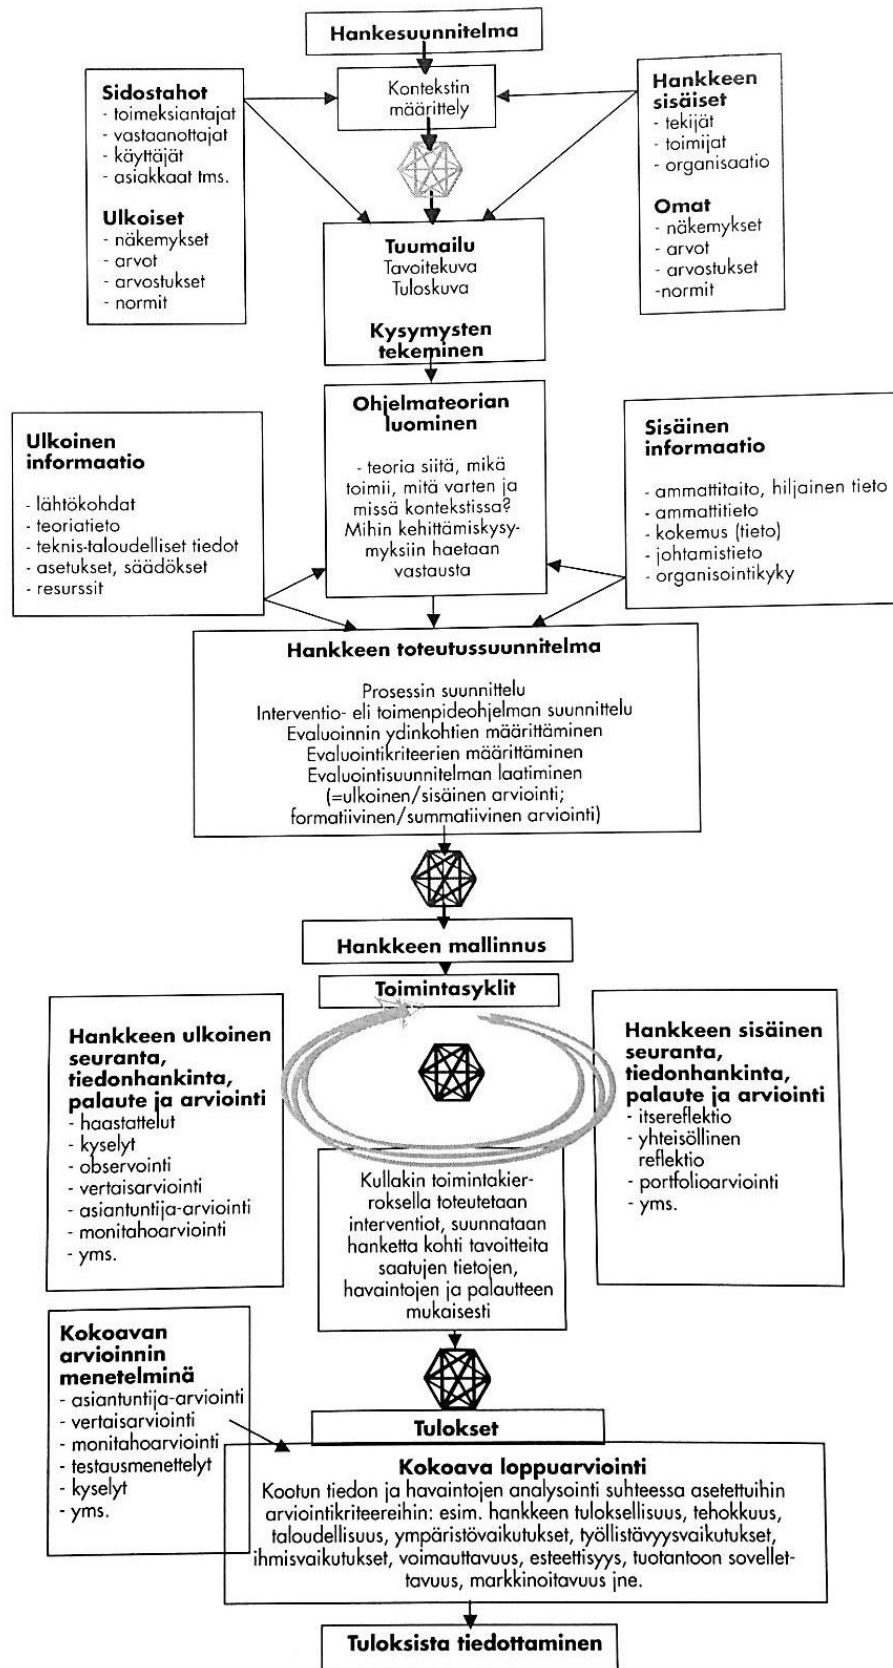 Hankesuunnitelma
Sidostahot
- toimeksiantajat
- vastaanottajat
- käyttäjät
- asiakkaat tms.
Ulkoiset
- näkemykset
- arvot
- arvostukset
- normit
Kontekstin
määrittely
Hankkeen
sisäiset
- tekijät
- toimijat
- organisaatio
Omat
- näkemykset
- arvot
- arvostukset
-normit
Tuumailu
Tavoitekuva
Tuloskuva
Kysymysten
tekeminen
Ulkoinen
informaatio
- lähtökohdat
- teoriatieto
- teknis-taloudelliset tiedot
- asetukset, säädökset
- resurssit
Ohjelmateorian
luominen
- teoria siitä, mikä
toimii, mitä varten ja
missä kontekstissa?
Mihin kehittämiskysy-
myksiin haetaan
vastausta
Sisäinen
informaatio
- ammattitaito, hiljainen tieto
- ammattitieto
- kokemus (tieto)
- johtamistieto
- organisointikyky
Hankkeen toteutussuunnitelma
Prosessin suunnittelu
Interventio- eli toimenpideohjelman suunnittelu
Evaluoinnin ydinkohtien määrittäminen
Evaluointikriteerien määrittäminen
Evaluointisuunnitelman laatiminen
(=ulkoinen/sisäinen arviointi;
formatiivinen/summatiivinen arviointi)
Hankkeen mallinnus
Toimintasyklit
Hankkeen ulkoinen
seuranta,
tiedonhankinta,
palaute ja arviointi
- haastattelut
- kyselyt
- observointi
- vertaisarviointi
- asiantuntija-arviointi
- monitahoarviointi
- yms.
Hankkeen sisäinen
seuranta,
tiedonhankinta,
palaute ja arviointi
- itsereflektio
- yhteisöllinen
reflektio
- portfolioarviointi
- yms.
Kullakin toimintakier-
roksella toteutetaan
interventiot, suunnataan
hanketta kohti tavoitteita
saatujen tietojen,
havaintojen ja palautteen
mukaisesti
Kokoavan
arvioinnin
menetelminä
- asiantuntija-arviointi
- vertaisarviointi
- monitahoarviointi
- testausmenettelyt
- kyselyt
- yms.
Tulokset
Kokoava loppuarviointi
Kootun tiedon ja havaintojen analysointi suhteessa asetettuihin
arviointikriteereihin: esim. hankkeen tuloksellisuus, tehokkuus,
taloudellisuus, ympäristövaikutukset, työllistävyysvaikutukset,
ihmisvaikutukset, voimauttavuus, esteettisyys, tuotantoon sovellet-
tavuus, markkinoitavuus jne.
Tuloksista tiedottaminen